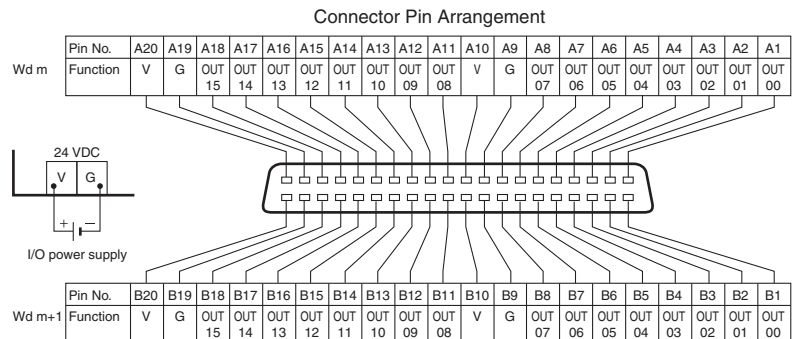 Connector Pin Arrangement
Pin No. A20 A19 A18 A17 A16 A15 A14 A13 A12 A11 A10 A9 A8 A7 A6 A5 A4 A3 A2 A1
Wd m Function V G OUT 15 OUT 14 OUT 13 OUT 12 OUT 11 OUT 10 OUT 09 OUT 08 V G OUT 07 OUT 06 OUT 05 OUT 04 OUT 03 OUT 02 OUT 01 OUT 00
24 VDC
V G
+ −
I/O power supply
Pin No. B20 B19 B18 B17 B16 B15 B14 B13 B12 B11 B10 B9 B8 B7 B6 B5 B4 B3 B2 B1
Wd m+1 Function V G OUT 15 OUT 14 OUT 13 OUT 12 OUT 11 OUT 10 OUT 09 OUT 08 V G OUT 07 OUT 06 OUT 05 OUT 04 OUT 03 OUT 02 OUT 01 OUT 00